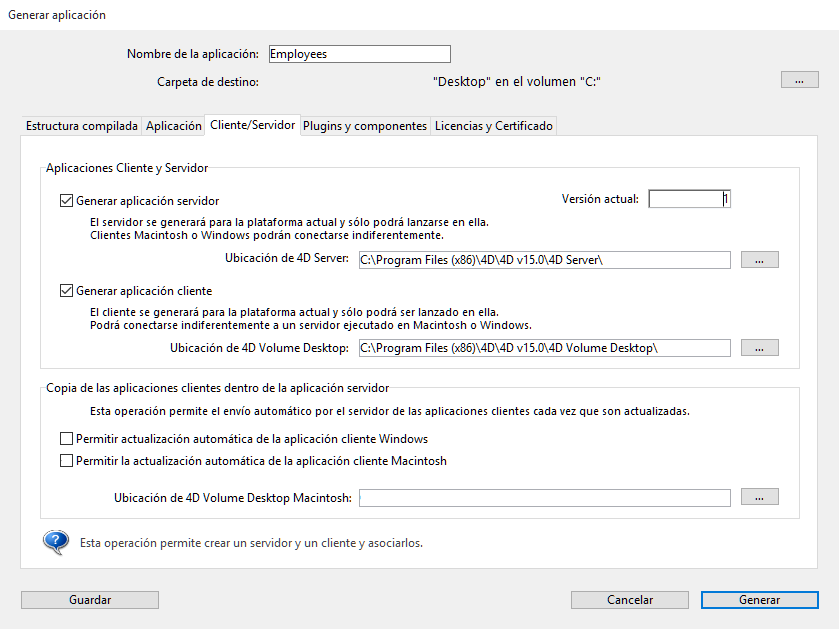 Generar aplicación
Nombre de la aplicación: Employees
Carpeta de destino: "Desktop" en el volumen "C:" ...
Estructura compilada Aplicación Cliente/Servidor Plugins y componentes Licencias y Certificado
Aplicaciones Cliente y Servidor
Generar aplicación servidor Versión actual: 1
El servidor se generará para la plataforma actual y sólo podrá lanzarse en ella.
Clientes Macintosh o Windows podrán conectarse indiferentemente.
Ubicación de 4D Server: C:\Program Files (x86)\4D\4D v15.0\4D Server\ ...
Generar aplicación cliente
El cliente se generará para la plataforma actual y sólo podrá ser lanzado en ella.
Podrá conectarse indiferentemente a un servidor ejecutado en Macintosh o Windows.
Ubicación de 4D Volume Desktop: C:\Program Files (x86)\4D\4D v15.0\4D Volume Desktop\ ...
Copia de las aplicaciones clientes dentro de la aplicación servidor
Esta operación permite el envío automático por el servidor de las aplicaciones clientes cada vez que son actualizadas.
Permitir actualización automática de la aplicación cliente Windows
Permitir la actualización automática de la aplicación cliente Macintosh
Ubicación de 4D Volume Desktop Macintosh: ...
? Esta operación permite crear un servidor y un cliente y asociarlos.
Guardar Cancelar Generar